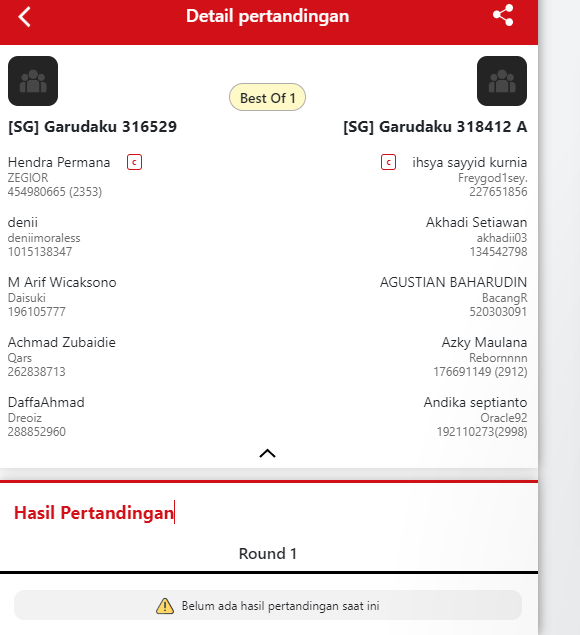 Detail pertandingan
Best Of 1
[SG] Garudaku 316529
[SG] Garudaku 318412 A
Hendra Permana c
ZEGIOR
454980665 (2353)
c ihsya sayyid kurnia
Freygod1sey.
227651856
denii
deniimoraless
1015138347
Akhadi Setiawan
akhadii03
134542798
M Arif Wicaksono
Daisuki
196105777
AGUSTIAN BAHARUDIN
BacangR
520303091
Achmad Zubaidie
Qars
262838713
Azky Maulana
Rebornnnn
176691149 (2912)
DaffaAhmad
Dreoiz
288852960
Andika septianto
Oracle92
192110273(2998)
Hasil Pertandingan
Round 1
Belum ada hasil pertandingan saat ini